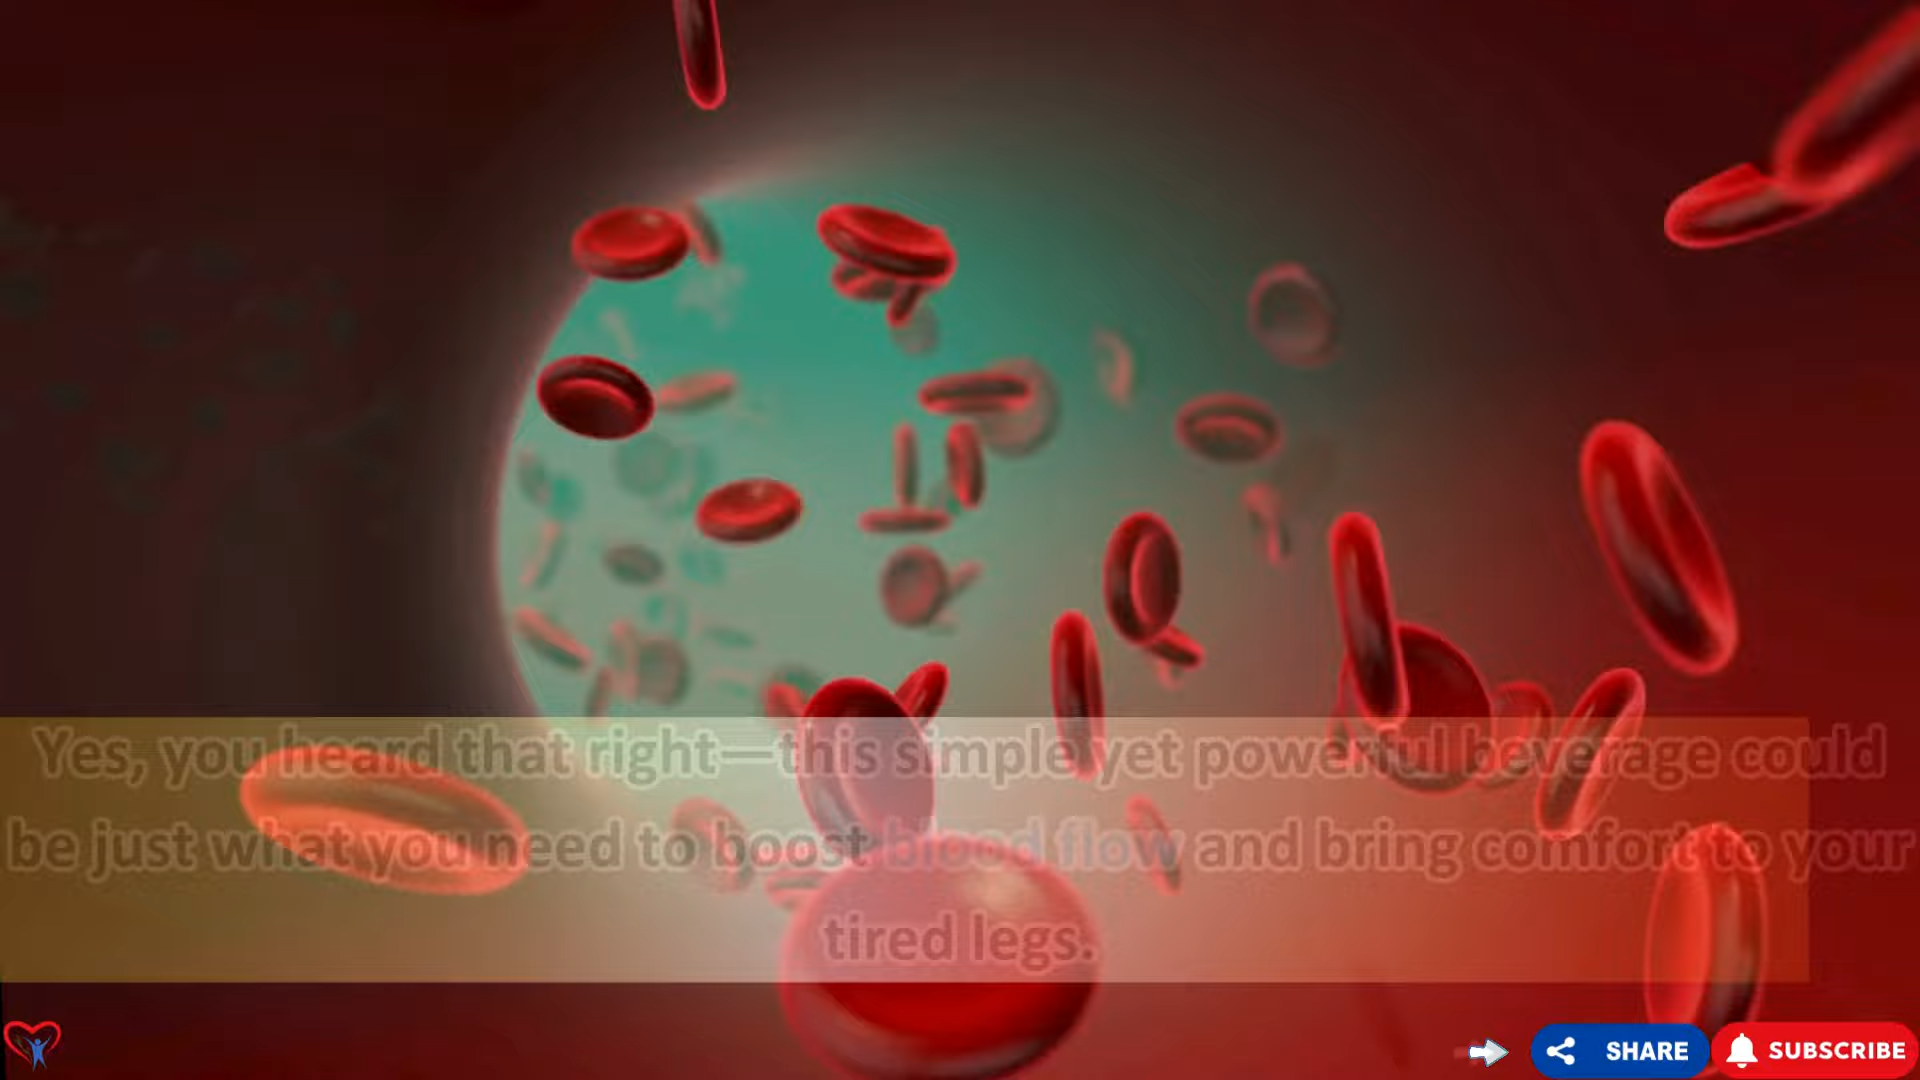 Yes, you heard that right—this simple yet powerful beverage could
be just what you need to boost blood flow and bring comfort to your
tired legs.
SHARE
SUBSCRIBE